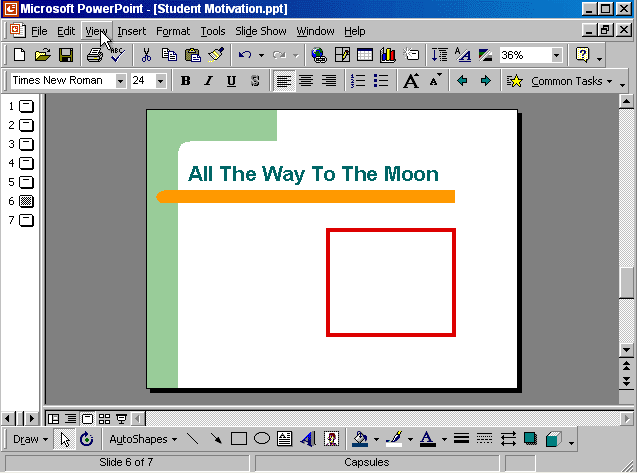 Microsoft PowerPoint - [Student Motivation.ppt]
File Edit View Insert Format Tools Slide Show Window Help
ABC 36% ?
Times New Roman 24 B I U S A A Common Tasks
1
2
3
4
5
6
7
All The Way To The Moon
Draw AutoShapes A A
Slide 6 of 7 Capsules